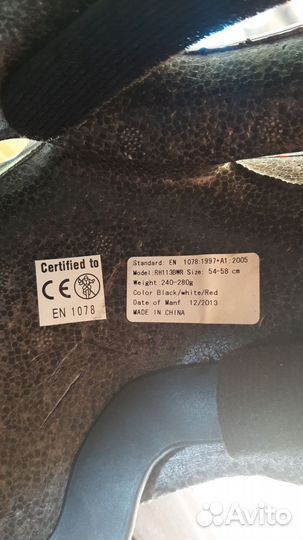 Certified to
CE
EN 1078
Standard: EN 1078:1997+A1:2005
Model:RH113BWR Size: 54-58 cm
Weight:240-280g
Color Black/white/Red
Date of Manf.:12/2013
MADE IN CHINA
Avito